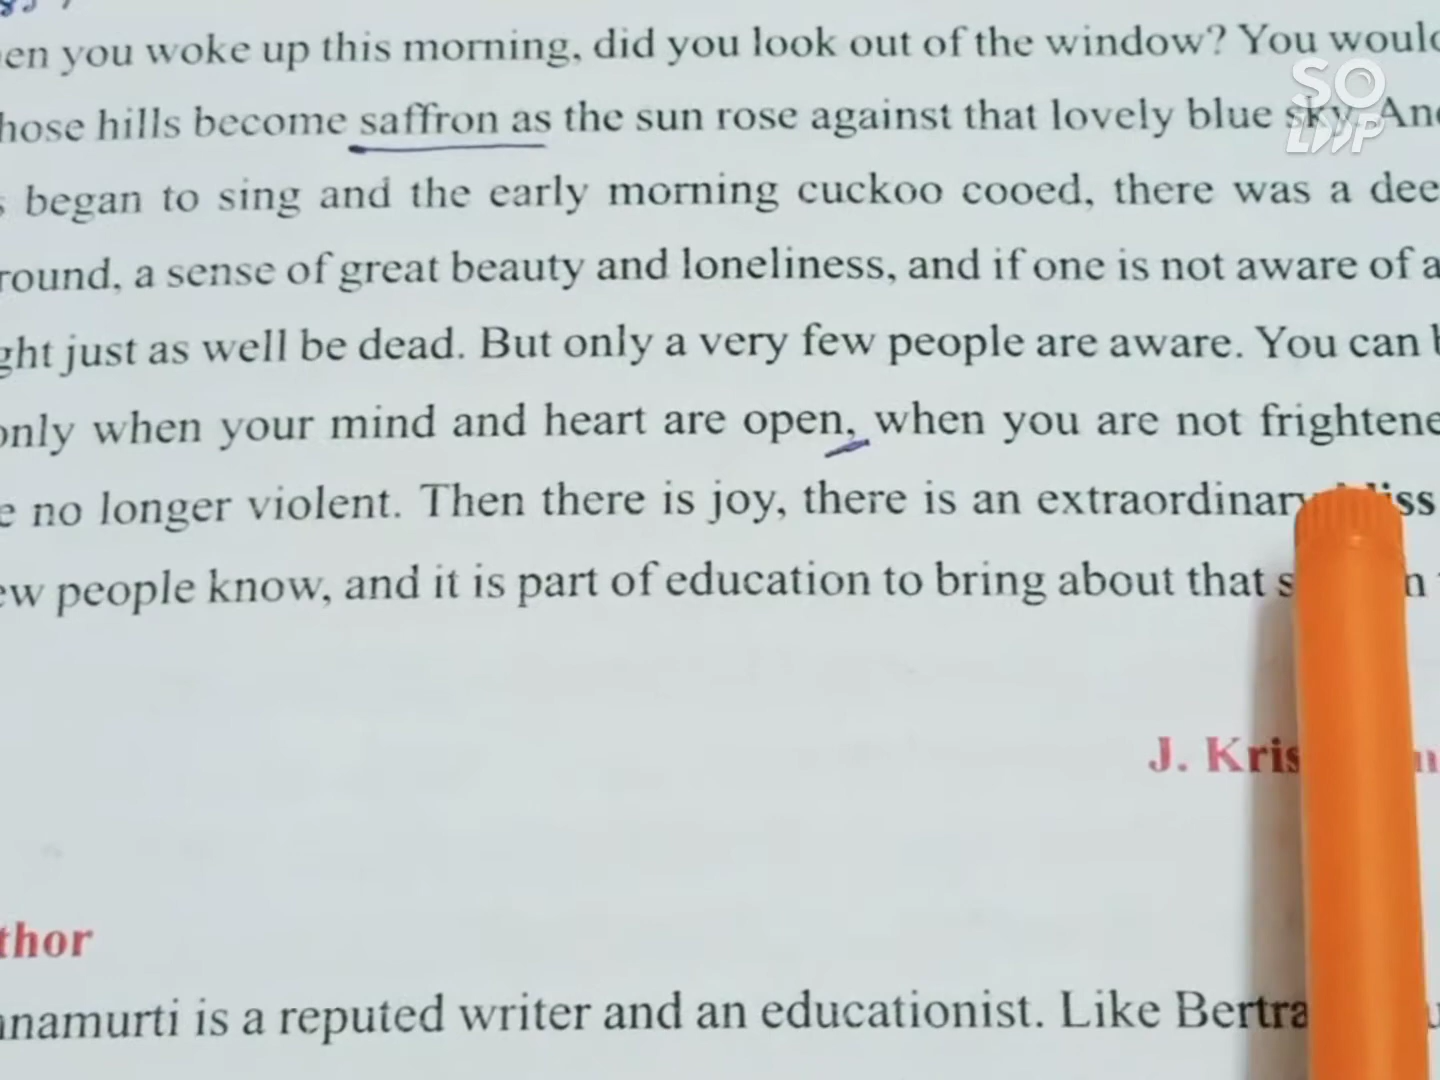 en you woke up this morning, did you look out of the window? You would
hose hills become saffron as the sun rose against that lovely blue sky. And
s began to sing and the early morning cuckoo cooed, there was a dee
round, a sense of great beauty and loneliness, and if one is not aware of a
ght just as well be dead. But only a very few people are aware. You can b
only when your mind and heart are open, when you are not frightene
e no longer violent. Then there is joy, there is an extraordinary bliss
ew people know, and it is part of education to bring about that
J. Kris
thor
namurti is a reputed writer and an educationist. Like Bertra
SO
LOOP